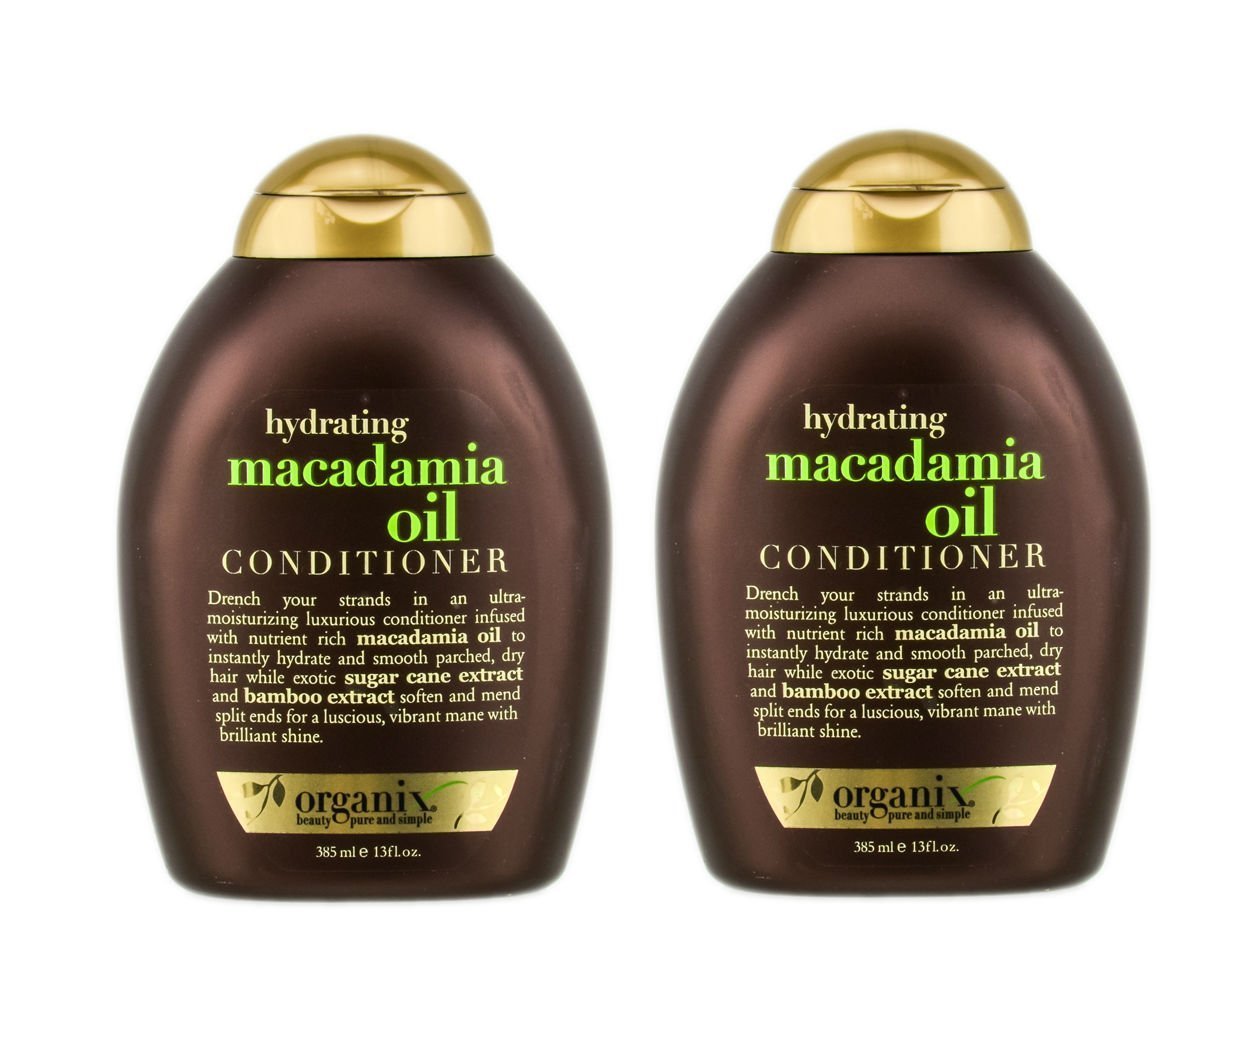 hydrating
macadamia
oil
CONDITIONER
Drench your strands in an ultra-
moisturizing luxurious conditioner infused
with nutrient rich macadamia oil to
instantly hydrate and smooth parched, dry
hair while exotic sugar cane extract
and bamboo extract soften and mend
split ends for a luscious, vibrant mane with
brilliant shine.
organix®
beauty pure and simple
385 ml ℮ 13fl.oz.
hydrating
macadamia
oil
CONDITIONER
Drench your strands in an ultra-
moisturizing luxurious conditioner infused
with nutrient rich macadamia oil to
instantly hydrate and smooth parched, dry
hair while exotic sugar cane extract
and bamboo extract soften and mend
split ends for a luscious, vibrant mane with
brilliant shine.
organix®
beauty pure and simple
385 ml ℮ 13fl.oz.